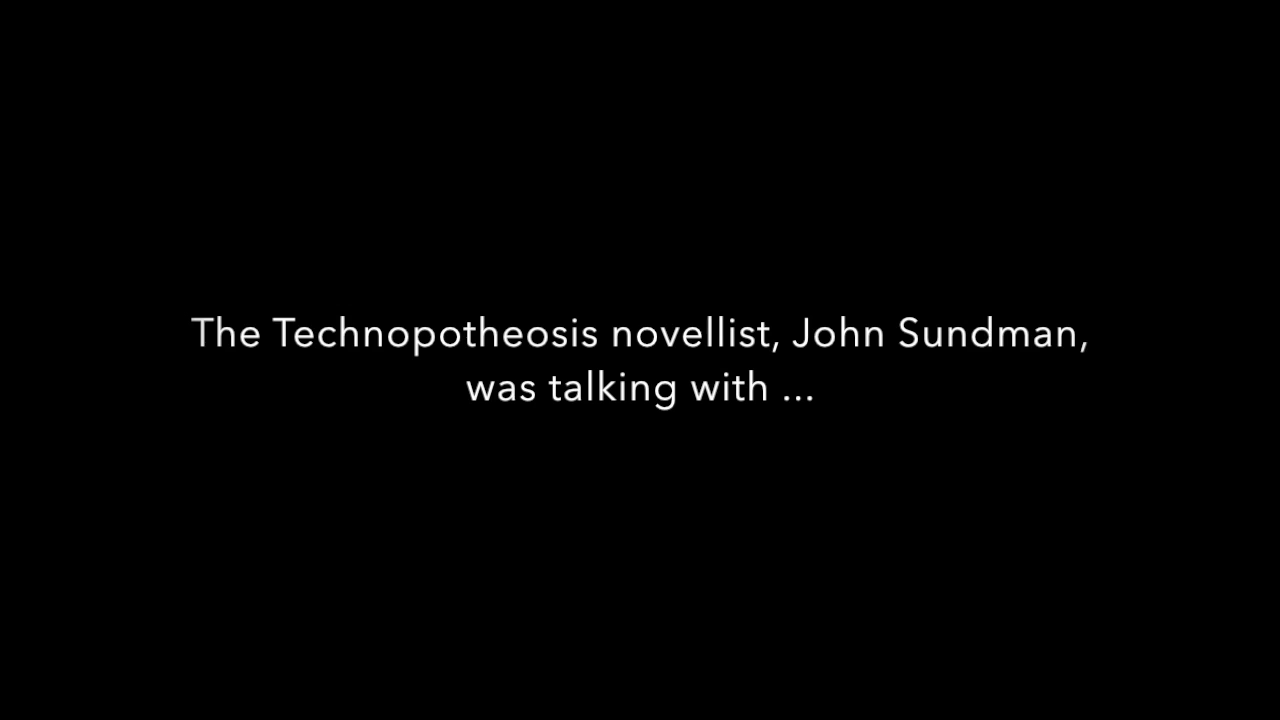 The Technopotheosis novellist, John Sundman,
was talking with ...